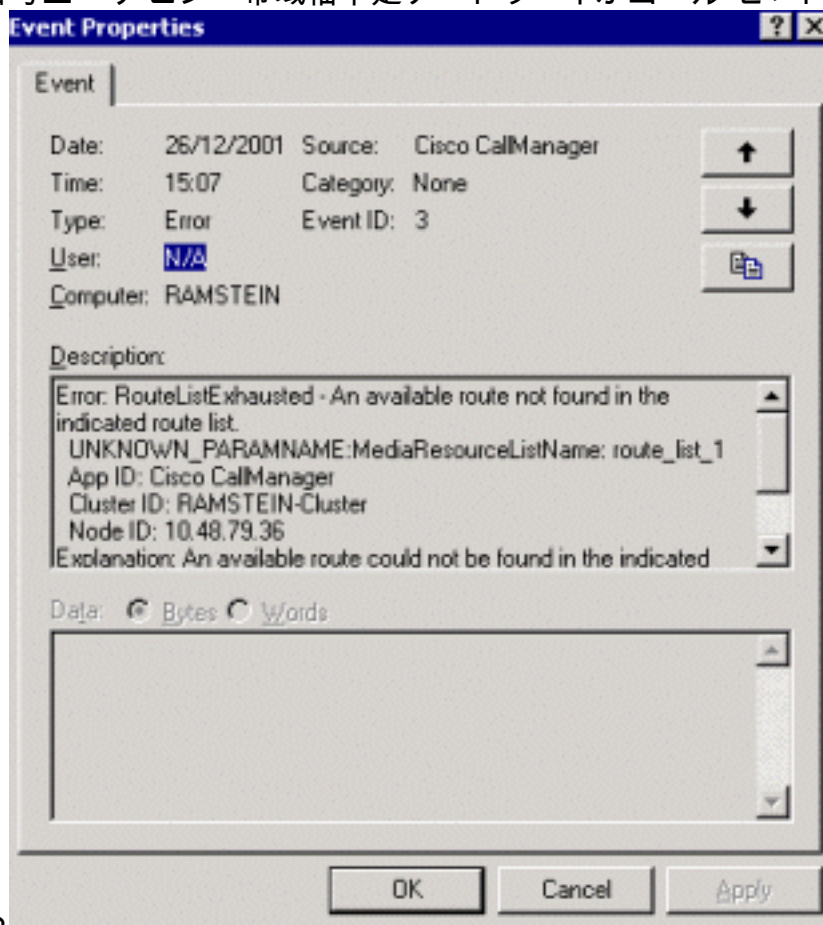 Event Properties
Event
Date: 26/12/2001 Source: Cisco CallManager
Time: 15:07 Category: None
Type: Error Event ID: 3
User: N/A
Computer: RAMSTEIN
Description:
Error: RouteListExhausted - An available route not found in the
indicated route list.
UNKNOWN_PARAMNAME:MediaResourceListName: route_list_1
App ID: Cisco CallManager
Cluster ID: RAMSTEIN-Cluster
Node ID: 10.48.79.36
Explanation: An available route could not be found in the indicated
Data: Bytes Words
OK Cancel Apply